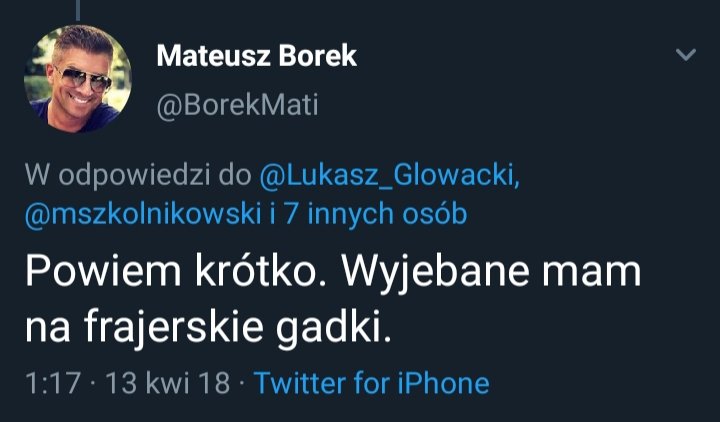 Mateusz Borek
@BorekMati
W odpowiedzi do @Lukasz_Glowacki,
@mszkolnikowski i 7 innych osób
Powiem krótko. Wyjebane mam
na frajerskie gadki.
1:17 · 13 kwi 18 · Twitter for iPhone